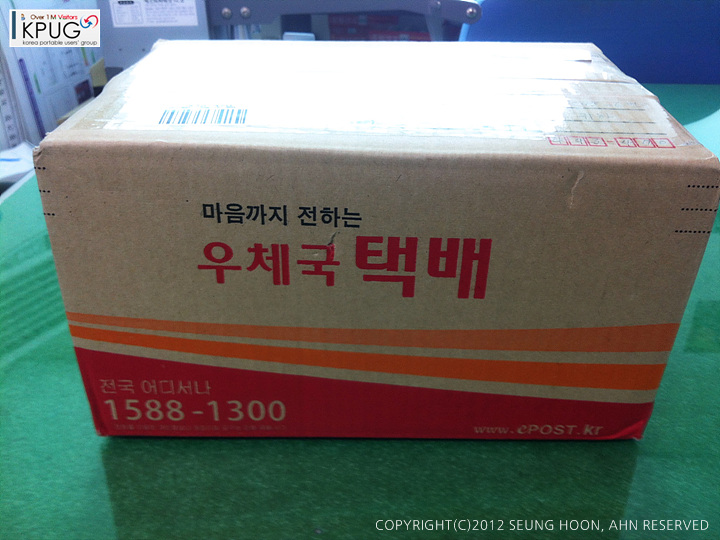 Over 1 M Visitors
KPUG
korea portable users' group
마음까지 전하는
우체국 택배
전국 어디서나
1588-1300
www.ePOST.kr
COPYRIGHT(C)2012 SEUNG HOON, AHN RESERVED